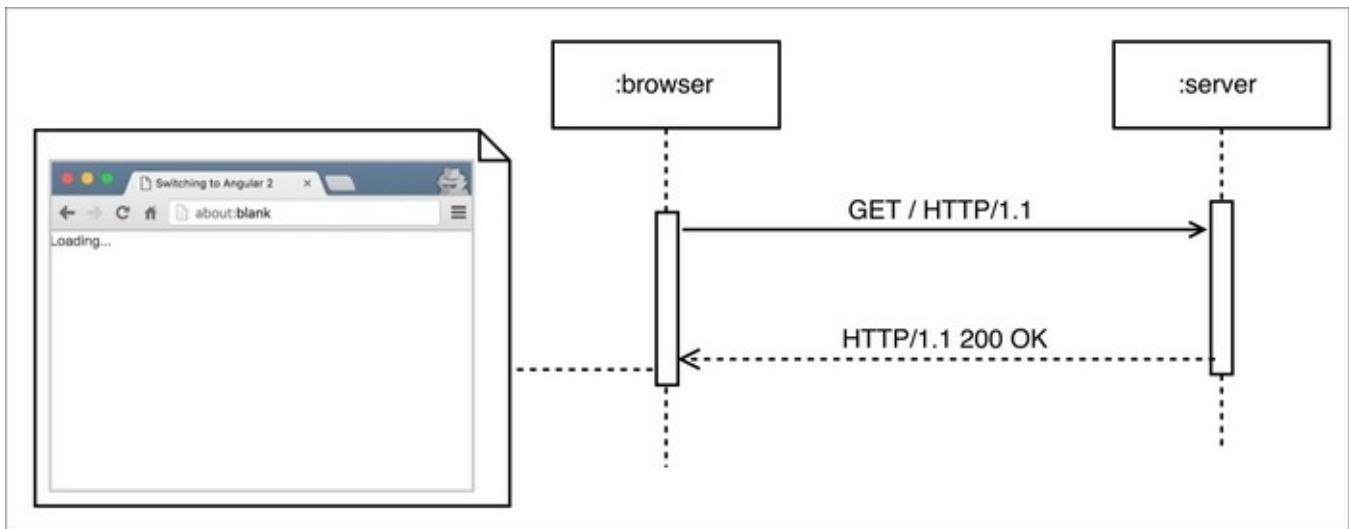 :browser
:server
Switching to Angular 2
about:blank
Loading...
GET / HTTP/1.1
HTTP/1.1 200 OK